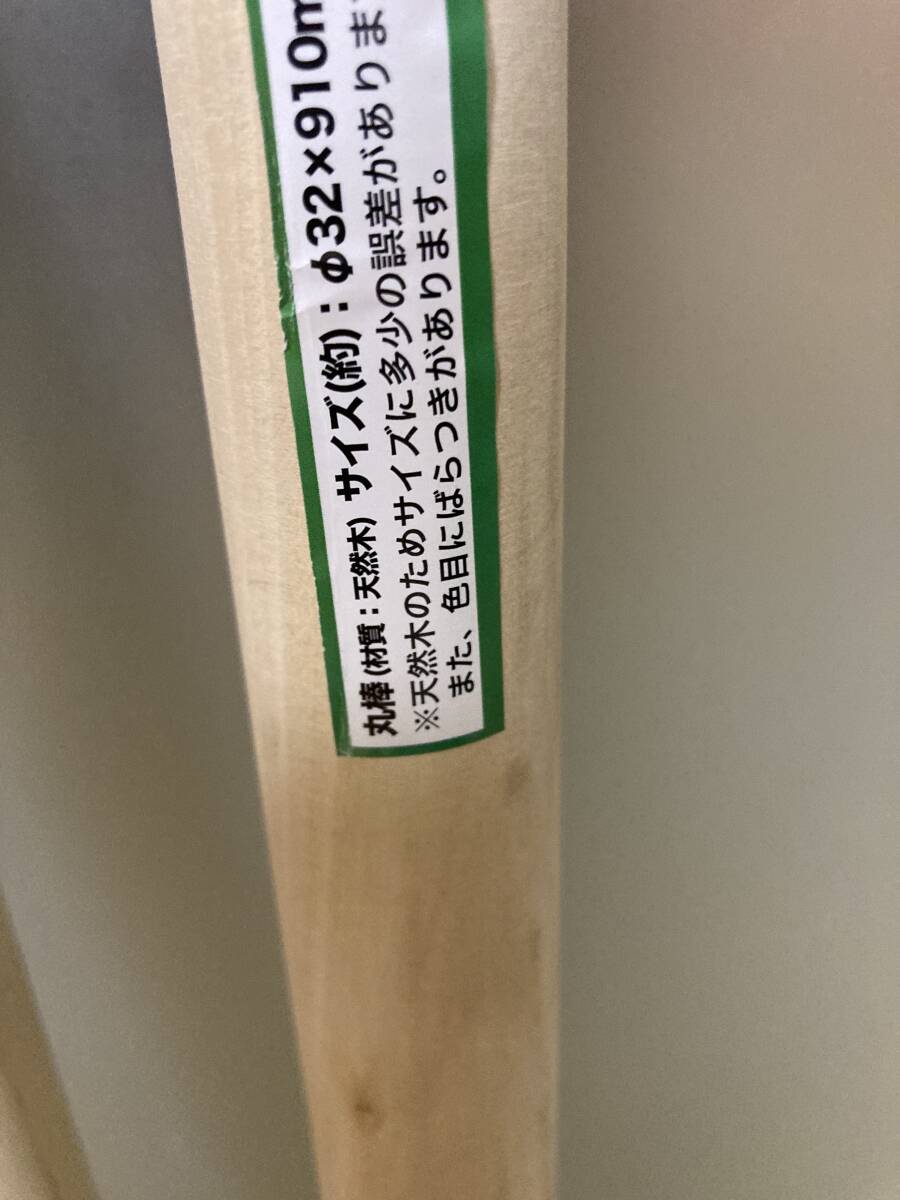 丸棒(材質：天然木) サイズ(約)：φ32×910m
※天然木のためサイズに多少の誤差がありま
また、色目にばらつきがあります。